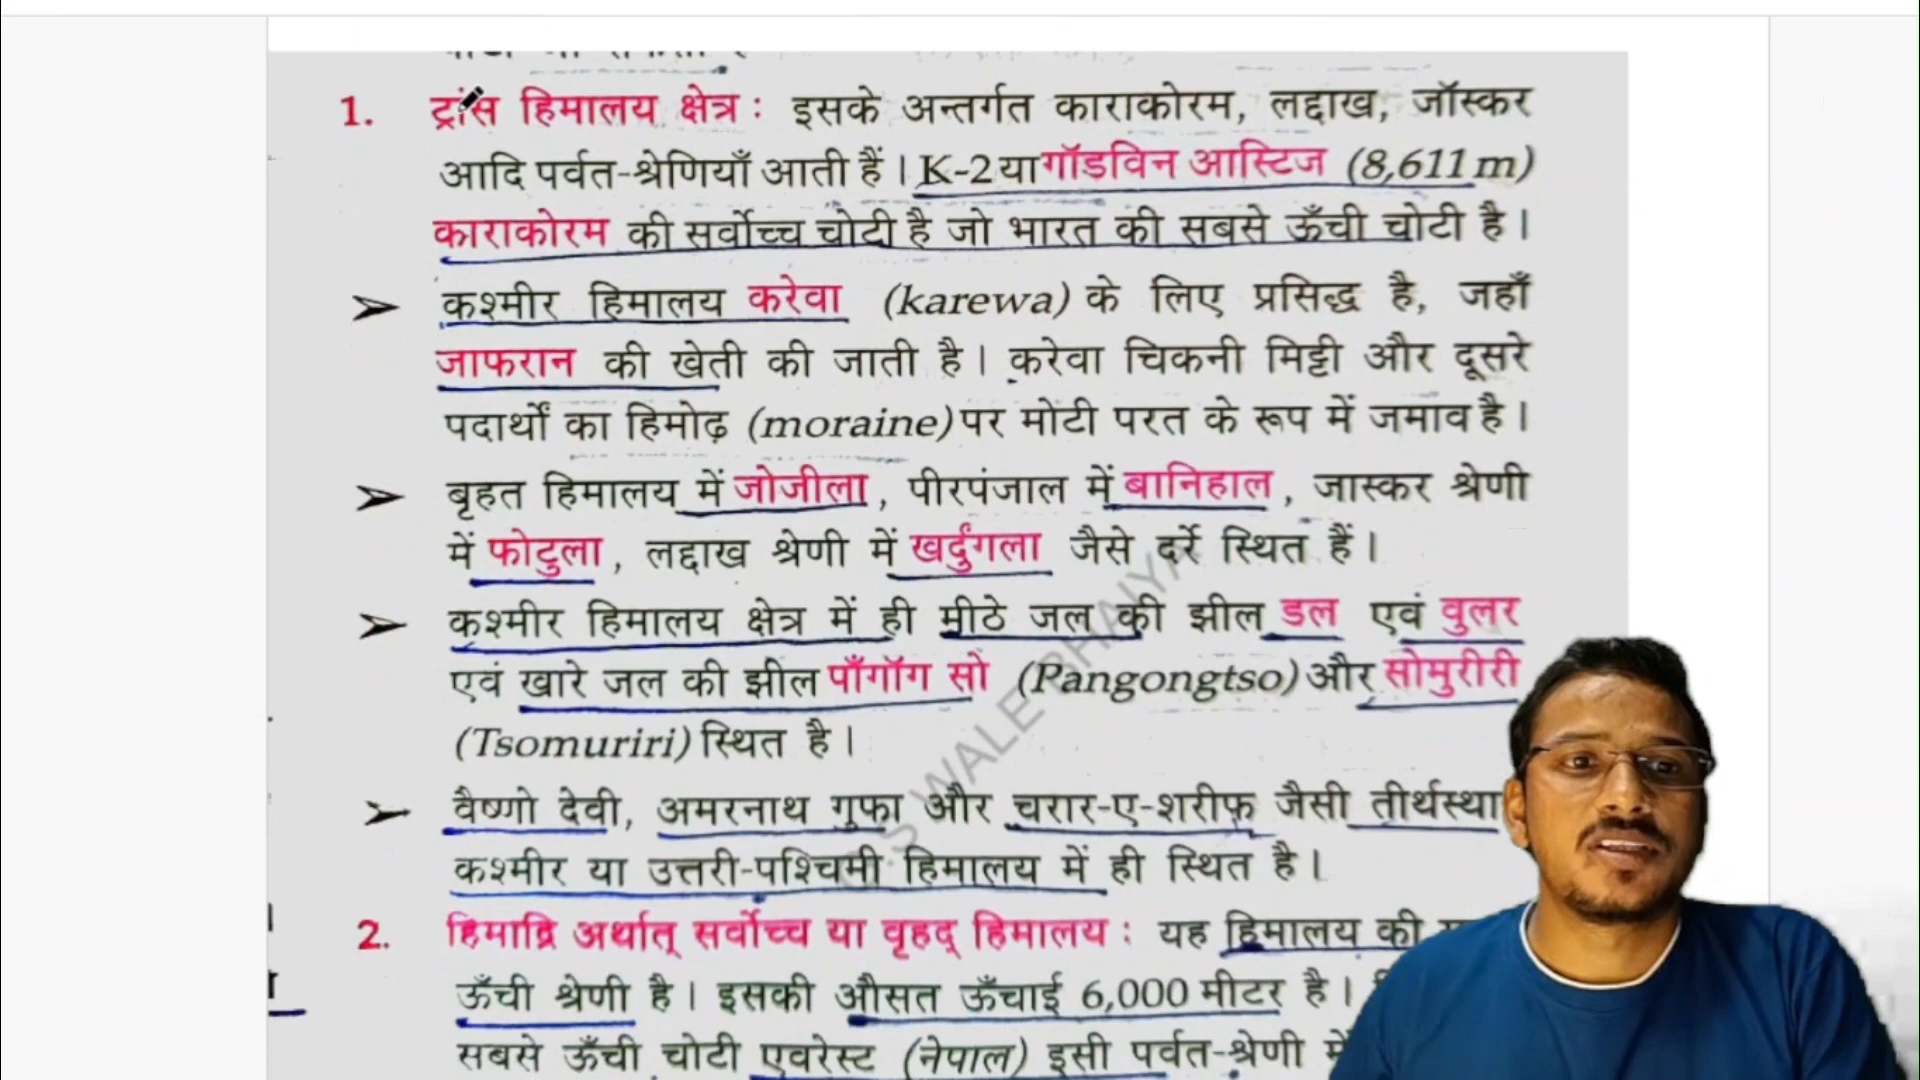 1. ट्रांस हिमालय क्षेत्र : इसके अन्तर्गत काराकोरम, लद्दाख, जॉस्कर
आदि पर्वत-श्रेणियाँ आती हैं। K-2 या गॉडविन आस्टिज (8,611 m)
काराकोरम की सर्वोच्च चोटी है जो भारत की सबसे ऊँची चोटी है।
➢ कश्मीर हिमालय करेवा (karewa) के लिए प्रसिद्ध है, जहाँ
जाफरान की खेती की जाती है। करेवा चिकनी मिट्टी और दूसरे
पदार्थों का हिमोढ़ (moraine) पर मोटी परत के रूप में जमाव है।
➢ बृहत हिमालय में जोजीला, पीरपंजाल में बानिहाल, जास्कर श्रेणी
में फोटुला, लद्दाख श्रेणी में खर्दुंगला जैसे दर्रे स्थित हैं।
➢ कश्मीर हिमालय क्षेत्र में ही मीठे जल की झील डल एवं वुलर
एवं खारे जल की झील पाँगॉग सो (Pangongtso) और सोमुरीरी
(Tsomuriri) स्थित है।
➢ वैष्णो देवी, अमरनाथ गुफा और चरार-ए-शरीफ़ जैसी तीर्थस्था
कश्मीर या उत्तरी-पश्चिमी हिमालय में ही स्थित है।
2. हिमाद्रि अर्थात् सर्वोच्च या वृहद् हिमालय : यह हिमालय की
ऊँची श्रेणी है। इसकी औसत ऊँचाई 6,000 मीटर है।
सबसे ऊँची चोटी एवरेस्ट (नेपाल) इसी पर्वत-श्रेणी में
WALE BHAIYA